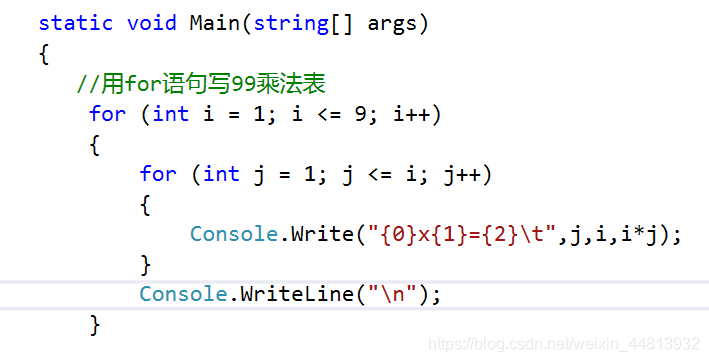 static void Main(string[] args)
{
//用for语句写99乘法表
for (int i = 1; i <= 9; i++)
{
for (int j = 1; j <= i; j++)
{
Console.Write("{0}x{1}={2}\t",j,i,i*j);
}
Console.WriteLine("\n");
}
https://blog.csdn.net/weixin_44813932